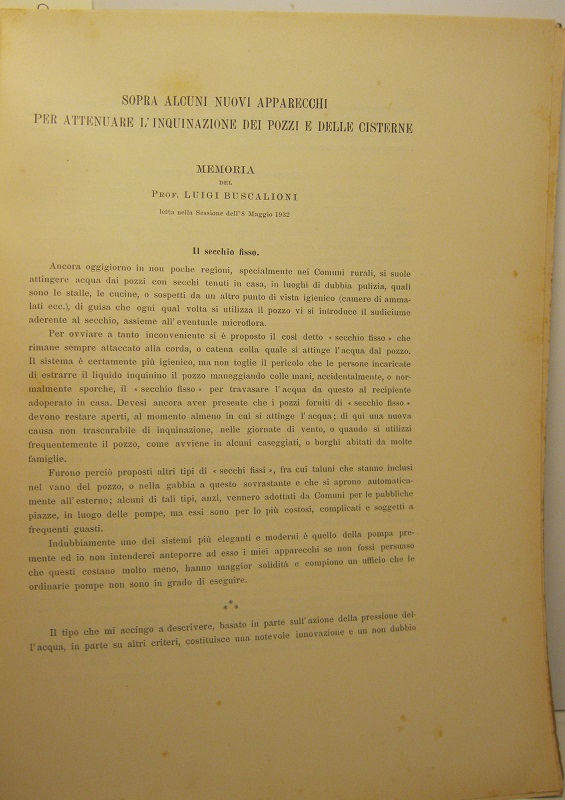 SOPRA ALCUNI NUOVI APPARECCHI
PER ATTENUARE L'INQUINAZIONE DEI POZZI E DELLE CISTERNE
MEMORIA
DEL
PROF. LUIGI BUSCALIONI
letta nella Sessione dell'8 Maggio 1932
Il secchio fisso.
Ancora oggigiorno in non poche regioni, specialmente nei Comuni rurali, si suole
attingere acqua dai pozzi con secchi tenuti in casa, in luoghi di dubbia pulizia, quali
sono le stalle, le cucine, o sospetti da un altro punto di vista igienico (camere di amma-
lati ecc.), di guisa che ogni qual volta si utilizza il pozzo vi si introduce il sudiciume
aderente al secchio, assieme all'eventuale microflora.
Per ovviare a tanto inconveniente si è proposto il così detto « secchio fisso » che
rimane sempre attaccato alla corda, o catena colla quale si attinge l'acqua dal pozzo.
Il sistema è certamente più igienico, ma non toglie il pericolo che le persone incaricate
di estrarre il liquido inquinino il pozzo maneggiando colle mani, accidentalmente, o nor-
malmente sporche, il « secchio fisso » per travasare l'acqua da questo al recipiente
adoperato in casa. Devesi ancora aver presente che i pozzi forniti di « secchio fisso »
devono restare aperti, al momento almeno in cui si attinge l'acqua; di qui una nuova
causa non trascurabile di inquinazione, nelle giornate di vento, o quando si utilizzi
frequentemente il pozzo, come avviene in alcuni caseggiati, o borghi abitati da molte
famiglie.
Furono perciò proposti altri tipi di « secchi fissi », fra cui taluni che stanno inclusi
nel vano del pozzo, o nella gabbia a questo sovrastante e che si aprono automatica-
mente all'esterno; alcuni di tali tipi, anzi, vennero adottati da Comuni per le pubbliche
piazze, in luogo delle pompe, ma essi sono per lo più costosi, complicati e soggetti a
frequenti guasti.
Indubbiamente uno dei sistemi più eleganti e moderni è quello della pompa pre-
mente ed io non intenderei anteporre ad esso i miei apparecchi se non fossi persuaso
che questi costano molto meno, hanno maggior solidità e compiono un ufficio che le
ordinarie pompe non sono in grado di eseguire.
* * *
Il tipo che mi accingo a descrivere, basato in parte sull'azione della pressione del-
l'acqua, in parte su altri criteri, costituisce una notevole innovazione e un non dubbio